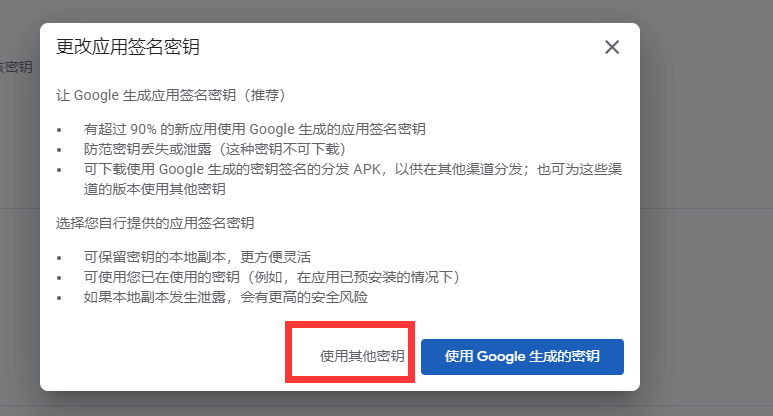 更改应用签名密钥
该密钥
让 Google 生成应用签名密钥（推荐）
有超过 90% 的新应用使用 Google 生成的应用签名密钥
防范密钥丢失或泄露（这种密钥不可下载）
可下载使用 Google 生成的密钥签名的分发 APK，以供在其他渠道分发；也可为这些渠
道的版本使用其他密钥
选择您自行提供的应用签名密钥
可保留密钥的本地副本，更方便灵活
可使用您已在使用的密钥（例如，在应用已预安装的情况下）
如果本地副本发生泄露，会有更高的安全风险
使用其他密钥
使用 Google 生成的密钥